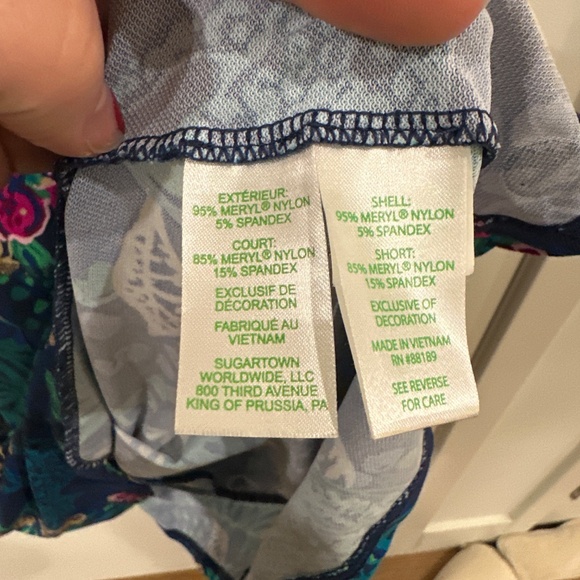 EXTÉRIEUR:
95% MERYL® NYLON
5% SPANDEX
COURT:
85% MERYL® NYLON
15% SPANDEX
EXCLUSIF DE
DÉCORATION
FABRIQUÉ AU
VIETNAM
SUGARTOWN
WORLDWIDE, LLC
800 THIRD AVENUE
KING OF PRUSSIA, PA
SHELL:
95% MERYL® NYLON
5% SPANDEX
SHORT:
85% MERYL® NYLON
15% SPANDEX
EXCLUSIVE OF
DECORATION
MADE IN VIETNAM
RN #88189
SEE REVERSE
FOR CARE